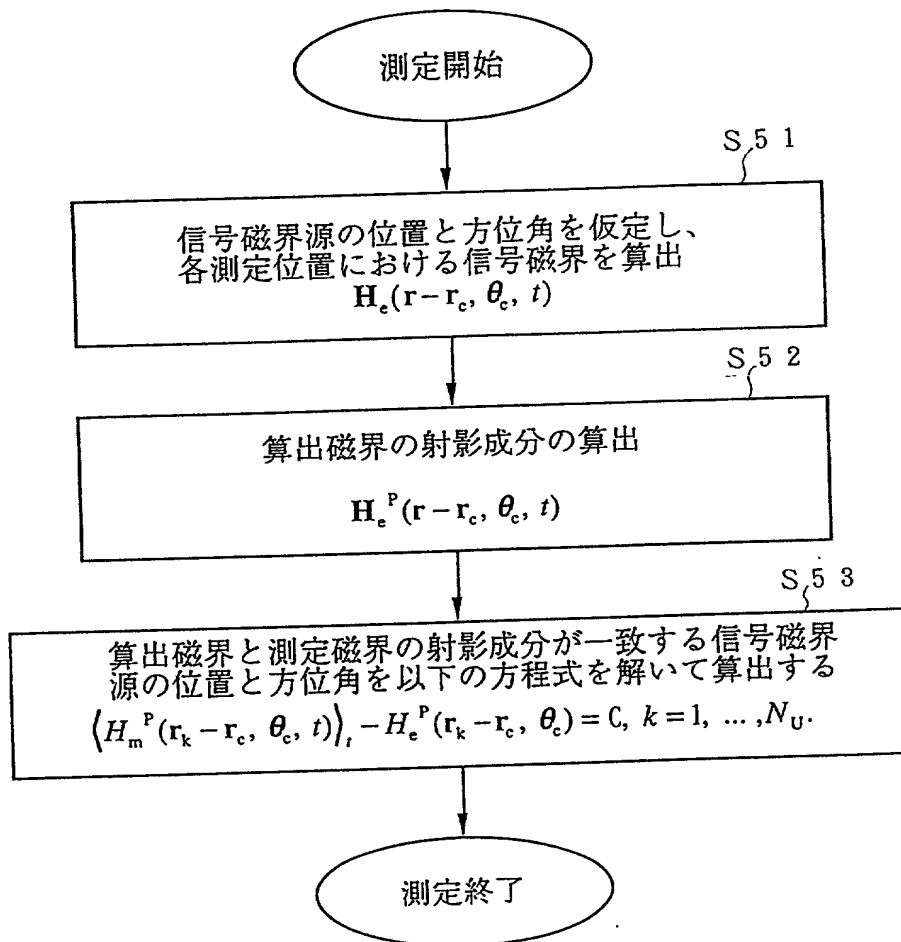 測定開始
S51
信号磁界源の位置と方位角を仮定し、
各測定位置における信号磁界を算出
Hₑ(r−r_c, θ_c, t)
S52
算出磁界の射影成分の算出
Hₑᴾ(r−r_c, θ_c, t)
S53
算出磁界と測定磁界の射影成分が一致する信号磁界
源の位置と方位角を以下の方程式を解いて算出する
⟨H_mᴾ(r_k−r_c, θ_c, t)⟩_t−Hₑᴾ(r_k−r_c, θ_c)=C, k=1, ...,N_U.
測定終了